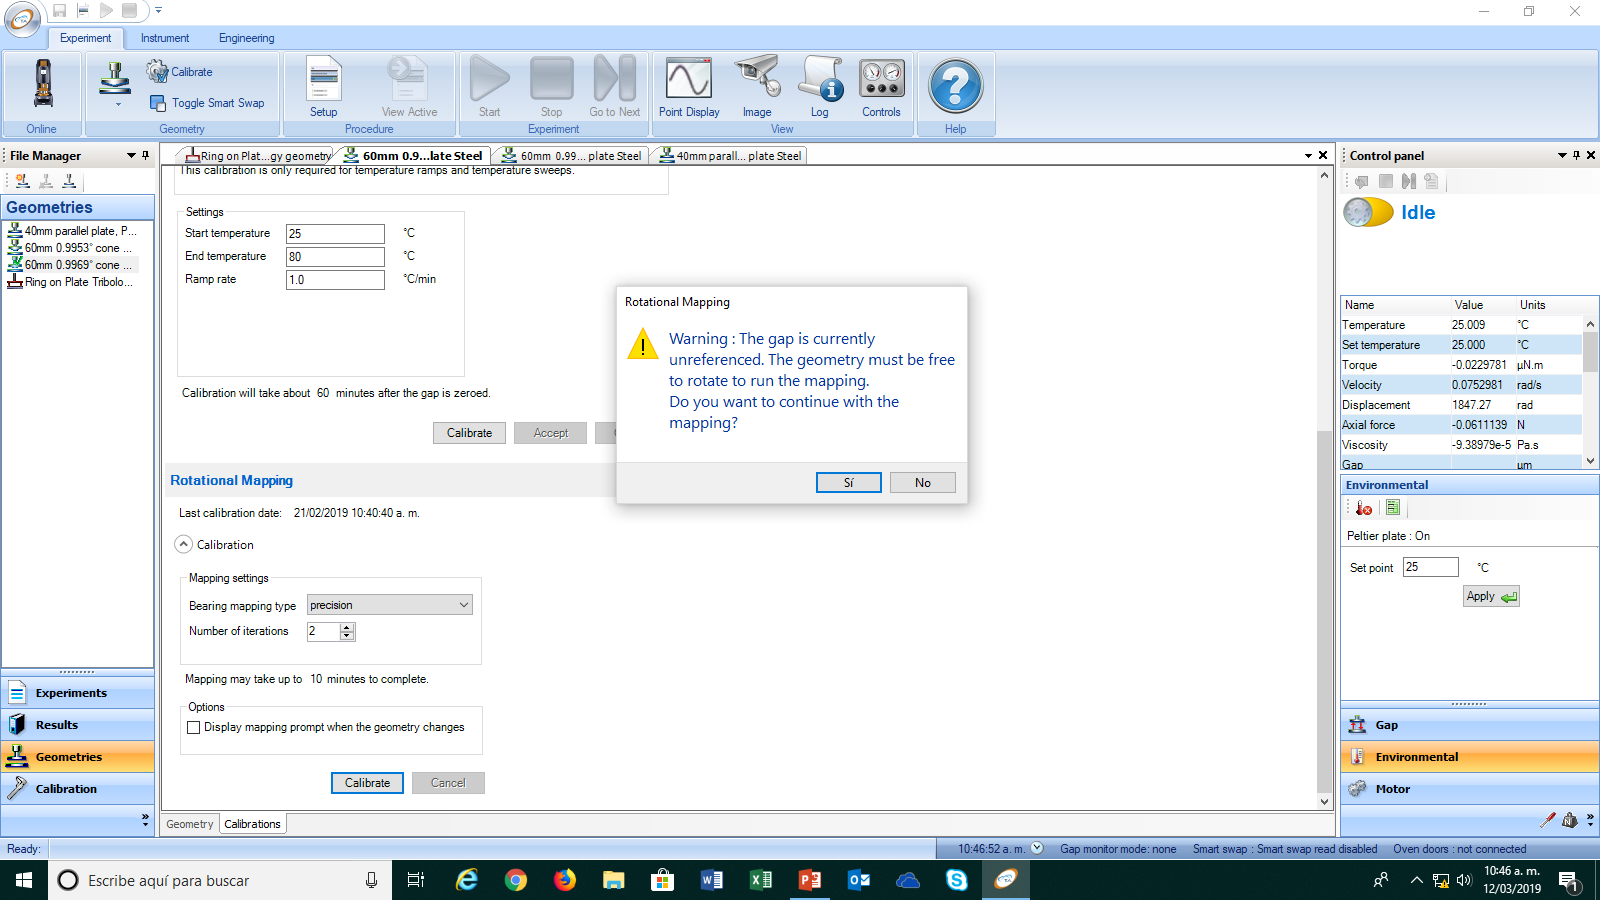 Experiment
Instrument
Engineering
Calibrate
Toggle Smart Swap
Setup
View Active
Start
Stop
Go to Next
Point Display
Image
Log
Controls
Online
Geometry
Procedure
Experiment
View
Help
File Manager
Geometries
40mm parallel plate, P...
60mm 0.9953° cone ...
60mm 0.9969° cone ...
Ring on Plate Tribolo...
Experiments
Results
Geometries
Calibration
Ring on Plat...gy geometry
60mm 0.9...late Steel
60mm 0.99... plate Steel
40mm parall... plate Steel
This calibration is only required for temperature ramps and temperature sweeps.
Settings
Start temperature 25 °C
End temperature 80 °C
Ramp rate 1.0 °C/min
Calibration will take about 60 minutes after the gap is zeroed.
Calibrate
Accept
Rotational Mapping
Last calibration date: 21/02/2019 10:40:40 a. m.
Calibration
Mapping settings
Bearing mapping type precision
Number of iterations 2
Mapping may take up to 10 minutes to complete.
Options
Display mapping prompt when the geometry changes
Calibrate
Cancel
Geometry
Calibrations
Rotational Mapping
Warning : The gap is currently
unreferenced. The geometry must be free
to rotate to run the mapping.
Do you want to continue with the
mapping?
Sí
No
Control panel
Idle
Name Value Units
Temperature 25.009 °C
Set temperature 25.000 °C
Torque -0.0229781 µN.m
Velocity 0.0752981 rad/s
Displacement 1847.27 rad
Axial force -0.0611139 N
Viscosity -9.38979e-5 Pa.s
Gap µm
Environmental
Peltier plate : On
Set point 25 °C
Apply
Gap
Environmental
Motor
Ready:
10:46:52 a. m.
Gap monitor mode: none
Smart swap : Smart swap read disabled
Oven doors : not connected
Escribe aquí para buscar
10:46 a. m.
12/03/2019
1